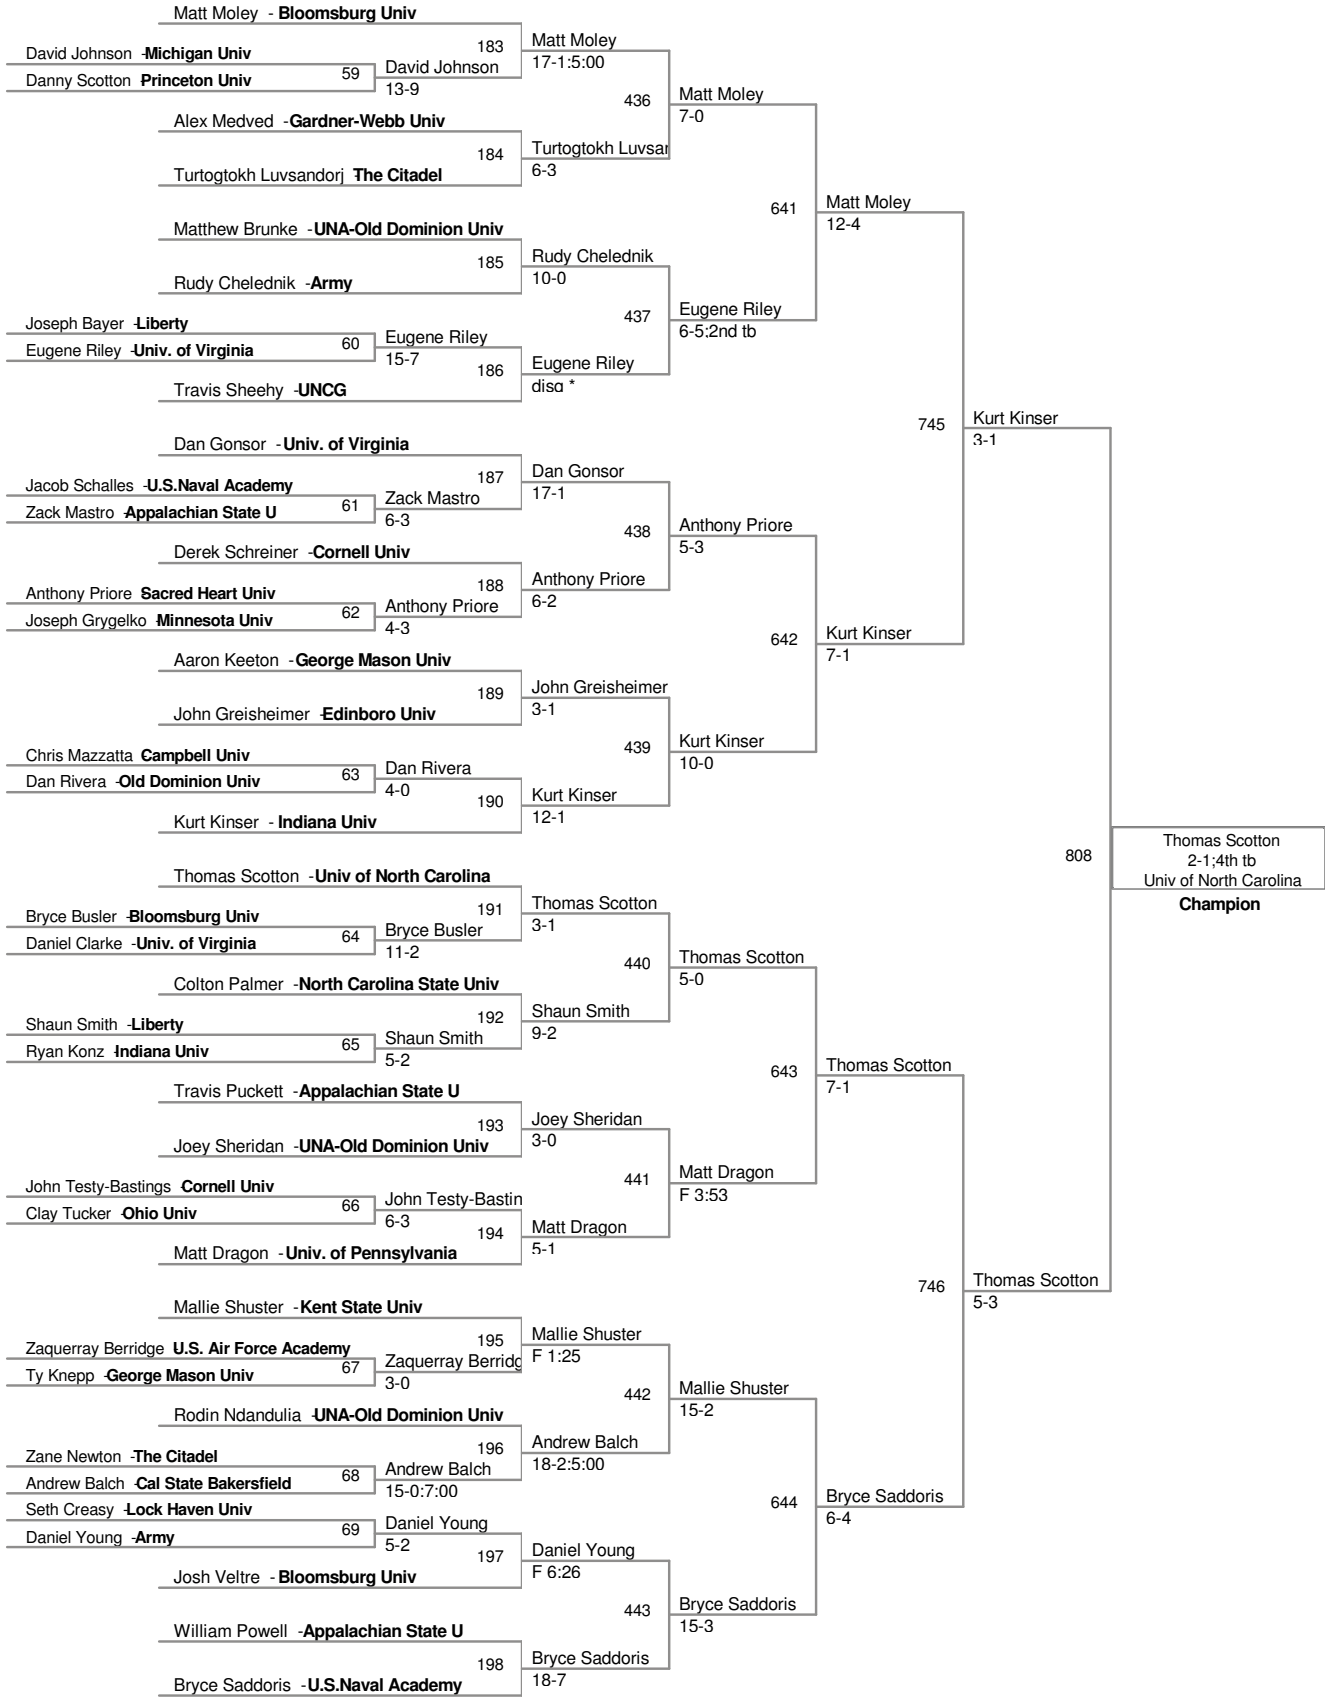 Matt Moley - Bloomsburg Univ
183
Matt Moley
17-1:5:00
David Johnson - Michigan Univ
59
David Johnson
13-9
Danny Scotton Princeton Univ
436
Matt Moley
7-0
Alex Medved - Gardner-Webb Univ
184
Turtogtokh Luvsar
6-3
Turtogtokh Luvsandorj The Citadel
641
Matt Moley
12-4
Matthew Brunke - UNA-Old Dominion Univ
185
Rudy Chelednik
10-0
Rudy Chelednik - Army
437
Eugene Riley
6-5:2nd tb
Joseph Bayer - Liberty
60
Eugene Riley
15-7
Eugene Riley - Univ. of Virginia
186
Eugene Riley
disq *
Travis Sheehy - UNCG
745
Kurt Kinser
3-1
Dan Gonsor - Univ. of Virginia
187
Dan Gonsor
17-1
Jacob Schalles - U.S.Naval Academy
61
Zack Mastro
6-3
Zack Mastro - Appalachian State U
438
Anthony Priore
5-3
Derek Schreiner - Cornell Univ
188
Anthony Priore
6-2
Anthony Priore Sacred Heart Univ
62
Anthony Priore
4-3
Joseph Grygelko - Minnesota Univ
642
Kurt Kinser
7-1
Aaron Keeton - George Mason Univ
189
John Greisheimer
3-1
John Greisheimer - Edinboro Univ
439
Kurt Kinser
10-0
Chris Mazzatta Campbell Univ
63
Dan Rivera
4-0
Dan Rivera - Old Dominion Univ
190
Kurt Kinser
12-1
Kurt Kinser - Indiana Univ
808
Thomas Scotton
2-1;4th tb
Univ of North Carolina
Champion
Thomas Scotton - Univ of North Carolina
191
Thomas Scotton
3-1
Bryce Busler - Bloomsburg Univ
64
Bryce Busler
11-2
Daniel Clarke - Univ. of Virginia
440
Thomas Scotton
5-0
Colton Palmer - North Carolina State Univ
192
Shaun Smith
9-2
Shaun Smith - Liberty
65
Shaun Smith
5-2
Ryan Konz - Indiana Univ
643
Thomas Scotton
7-1
Travis Puckett - Appalachian State U
193
Joey Sheridan
3-0
Joey Sheridan - UNA-Old Dominion Univ
441
Matt Dragon
F 3:53
John Testy-Bastings - Cornell Univ
66
John Testy-Bastin
6-3
Clay Tucker - Ohio Univ
194
Matt Dragon
5-1
Matt Dragon - Univ. of Pennsylvania
746
Thomas Scotton
5-3
Mallie Shuster - Kent State Univ
195
Mallie Shuster
F 1:25
Zaquerray Berridge U.S. Air Force Academy
67
Zaquerray Berridg
3-0
Ty Knepp - George Mason Univ
442
Mallie Shuster
15-2
Rodin Ndandulia - UNA-Old Dominion Univ
196
Andrew Balch
18-2:5:00
Zane Newton - The Citadel
68
Andrew Balch
15-0:7:00
Andrew Balch - Cal State Bakersfield
644
Bryce Saddoris
6-4
Seth Creasy - Lock Haven Univ
69
Daniel Young
5-2
Daniel Young - Army
197
Daniel Young
F 6:26
Josh Veltre - Bloomsburg Univ
443
Bryce Saddoris
15-3
William Powell - Appalachian State U
198
Bryce Saddoris
18-7
Bryce Saddoris - U.S.Naval Academy